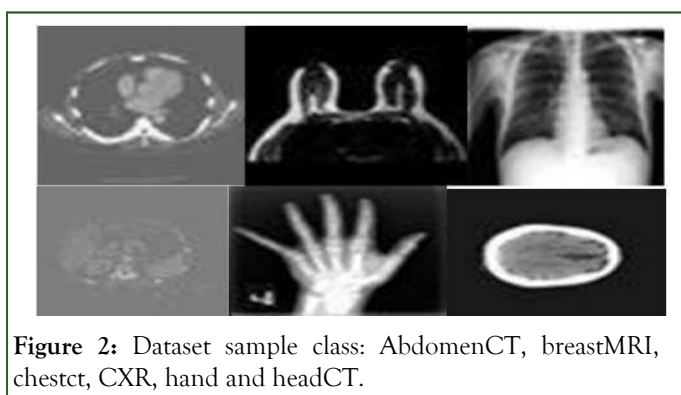 Figure 2: Dataset sample class: AbdomenCT, breastMRI,
chestct, CXR, hand and headCT.